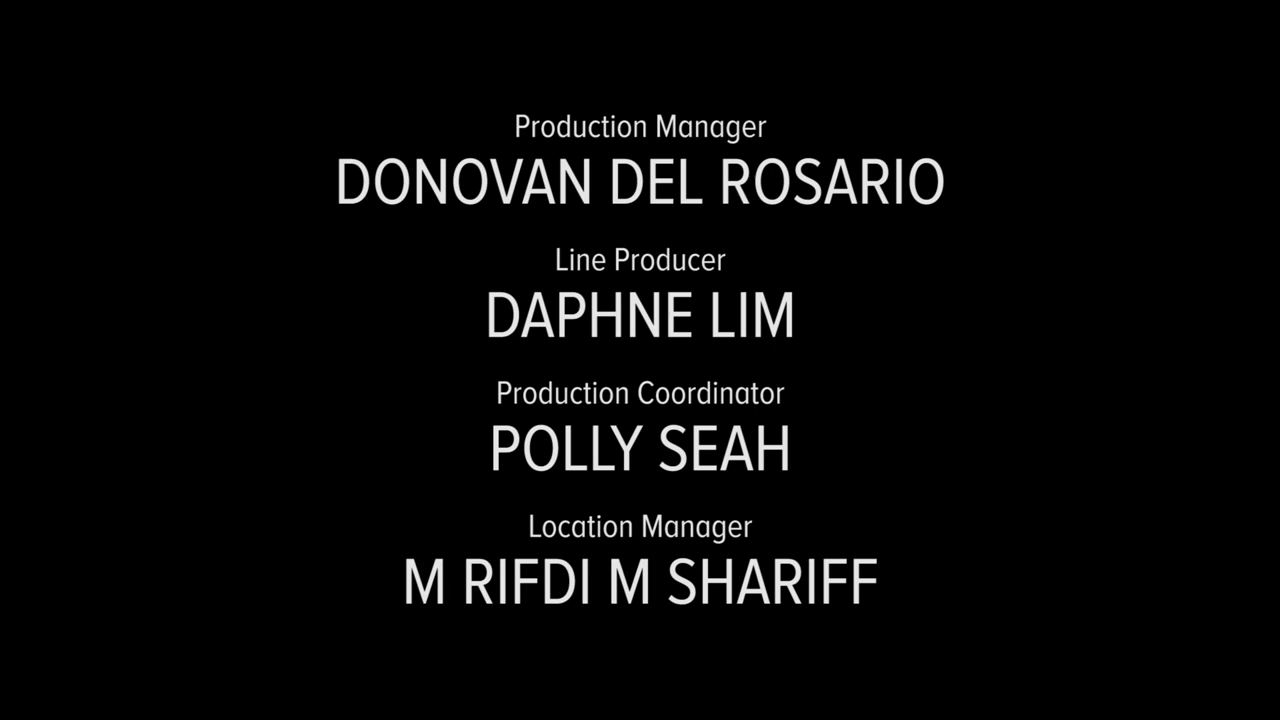 Production Manager
DONOVAN DEL ROSARIO
Line Producer
DAPHNE LIM
Production Coordinator
POLLY SEAH
Location Manager
M RIFDI M SHARIFF